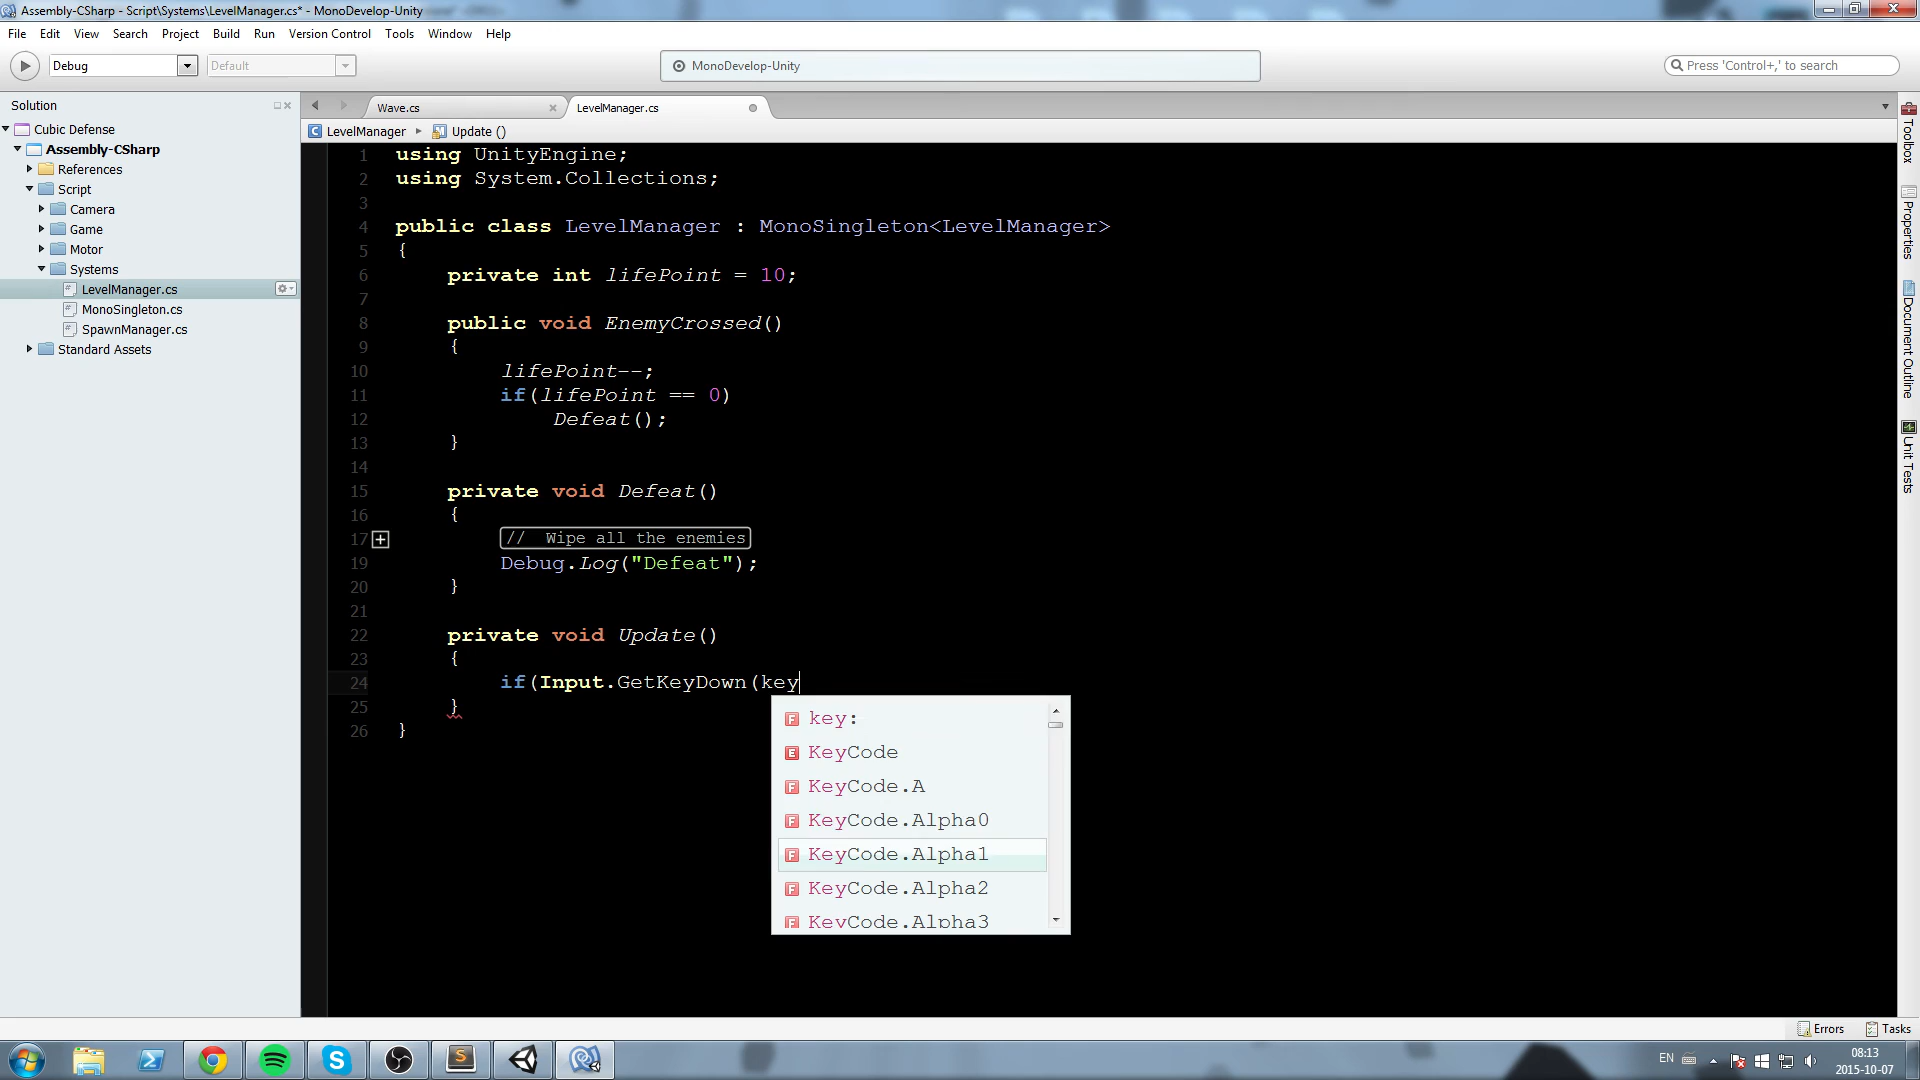 Assembly-CSharp - Script\Systems\LevelManager.cs* - MonoDevelop-Unity
File Edit View Search Project Build Run Version Control Tools Window Help
Debug Default MonoDevelop-Unity Press 'Control+,' to search
Solution
Cubic Defense
Assembly-CSharp
References
Script
Camera
Game
Motor
Systems
LevelManager.cs
MonoSingleton.cs
SpawnManager.cs
Standard Assets
Wave.cs LevelManager.cs
LevelManager Update ()
1 using UnityEngine;
2 using System.Collections;
3
4 public class LevelManager : MonoSingleton<LevelManager>
5 {
6 private int lifePoint = 10;
7
8 public void EnemyCrossed()
9 {
10 lifePoint--;
11 if(lifePoint == 0)
12 Defeat();
13 }
14
15 private void Defeat()
16 {
17 // Wipe all the enemies
19 Debug.Log("Defeat");
20 }
21
22 private void Update()
23 {
24 if(Input.GetKeyDown(key
25 }
26 }
key:
KeyCode
KeyCode.A
KeyCode.Alpha0
KeyCode.Alpha1
KeyCode.Alpha2
KeyCode.Alpha3
Toolbox
Properties
Document Outline
Unit Tests
Errors Tasks
EN 08:13
2015-10-07